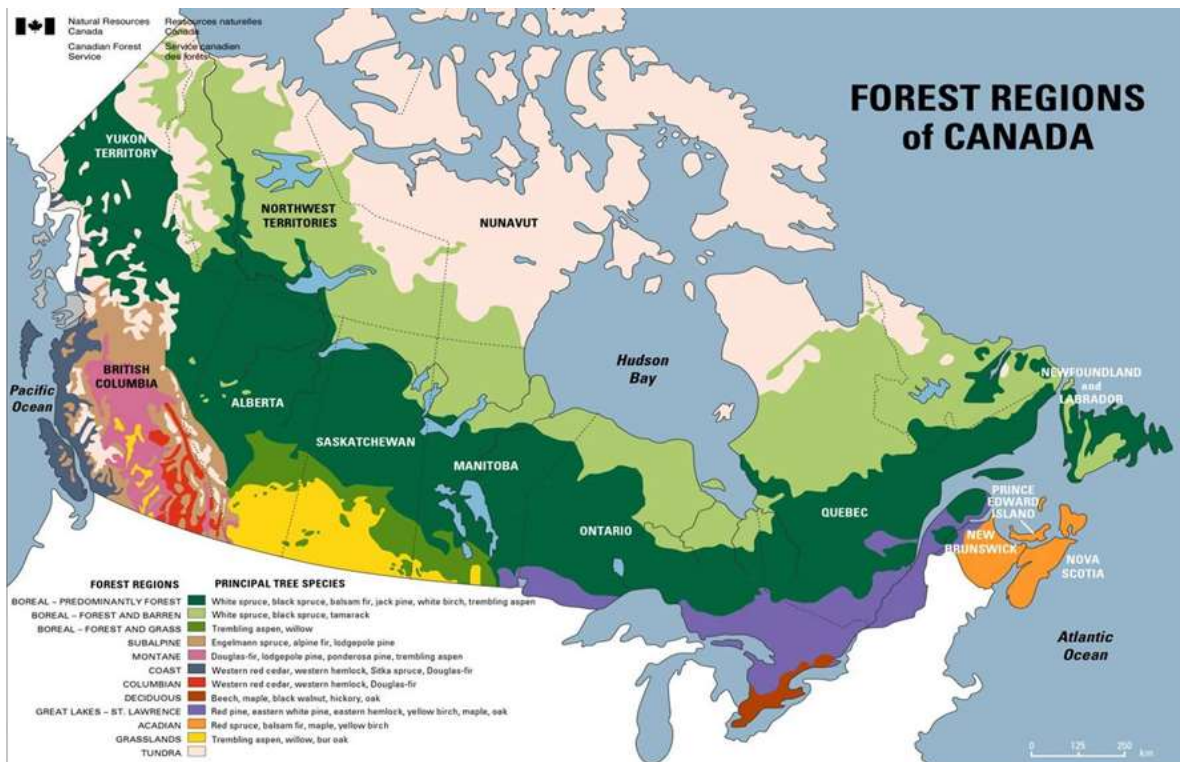 Natural Resources Canada
Ressources naturelles Canada
Canadian Forest Service
Service canadien des forêts
FOREST REGIONS
of CANADA
YUKON
TERRITORY
NORTHWEST
TERRITORIES
NUNAVUT
BRITISH
COLUMBIA
Pacific
Ocean
ALBERTA
SASKATCHEWAN
MANITOBA
Hudson
Bay
ONTARIO
QUEBEC
NEWFOUNDLAND
and
LABRADOR
PRINCE
EDWARD
ISLAND
NEW
BRUNSWICK
NOVA
SCOTIA
Atlantic
Ocean
FOREST REGIONS PRINCIPAL TREE SPECIES
BOREAL – PREDOMINANTLY FOREST White spruce, black spruce, balsam fir, jack pine, white birch, trembling aspen
BOREAL – FOREST AND BARREN White spruce, black spruce, tamarack
BOREAL – FOREST AND GRASS Trembling aspen, willow
SUBALPINE Engelmann spruce, alpine fir, lodgepole pine
MONTANE Douglas-fir, lodgepole pine, ponderosa pine, trembling aspen
COAST Western red cedar, western hemlock, Sitka spruce, Douglas-fir
COLUMBIAN Western red cedar, western hemlock, Douglas-fir
DECIDUOUS Beech, maple, black walnut, hickory, oak
GREAT LAKES – ST. LAWRENCE Red pine, eastern white pine, eastern hemlock, yellow birch, maple, oak
ACADIAN Red spruce, balsam fir, maple, yellow birch
GRASSLANDS Trembling aspen, willow, bur oak
TUNDRA
0 125 250
km